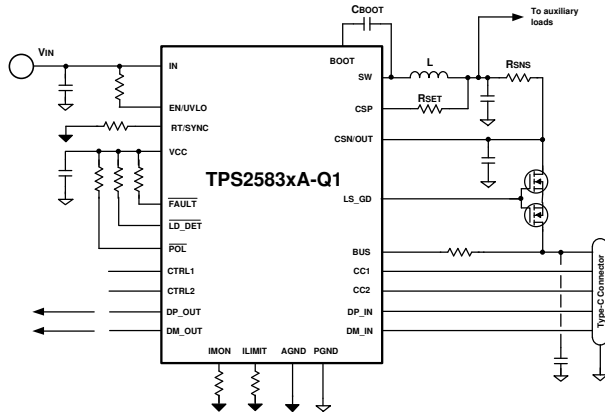 CBOOT
To auxiliary
loads
VIN
BOOT
L
RSNS
IN
SW
EN/UVLO
CSP
RSET
RT/SYNC
CSN/OUT
VCC
TPS2583xA-Q1
FAULT
LS_GD
LD_DET
POL
BUS
CTRL1
CC1
CTRL2
CC2
DP_OUT
DP_IN
DM_OUT
DM_IN
Type-C Connector
IMON
ILIMIT
AGND
PGND